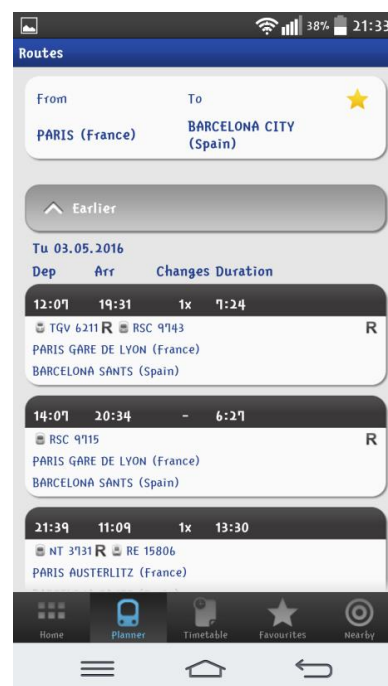 38% 21:33
Routes
From To
PARIS (France) BARCELONA CITY
(Spain)
Earlier
Tu 03.05.2016
Dep Arr Changes Duration
12:07 19:31 1x 7:24
TGV 6211 R RSC 9743 R
PARIS GARE DE LYON (France)
BARCELONA SANTS (Spain)
14:07 20:34 - 6:27
RSC 9715 R
PARIS GARE DE LYON (France)
BARCELONA SANTS (Spain)
21:39 11:09 1x 13:30
NT 3731 R RE 15806
PARIS AUSTERLITZ (France)
Home Planner Timetable Favourites Nearby